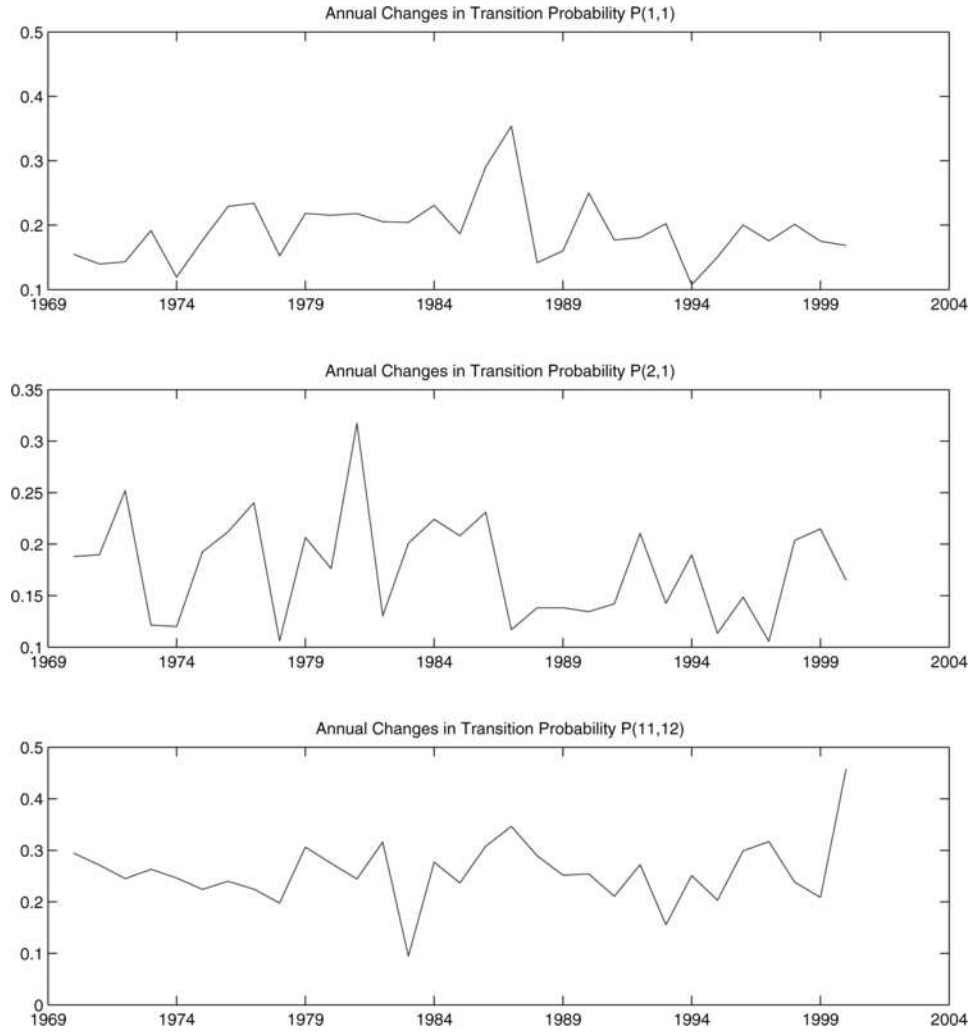 Annual Changes in Transition Probability P(1,1)
0.5
0.4
0.3
0.2
0.1
1969 1974 1979 1984 1989 1994 1999 2004
Annual Changes in Transition Probability P(2,1)
0.35
0.3
0.25
0.2
0.15
0.1
1969 1974 1979 1984 1989 1994 1999 2004
Annual Changes in Transition Probability P(11,12)
0.5
0.4
0.3
0.2
0.1
0
1969 1974 1979 1984 1989 1994 1999 2004